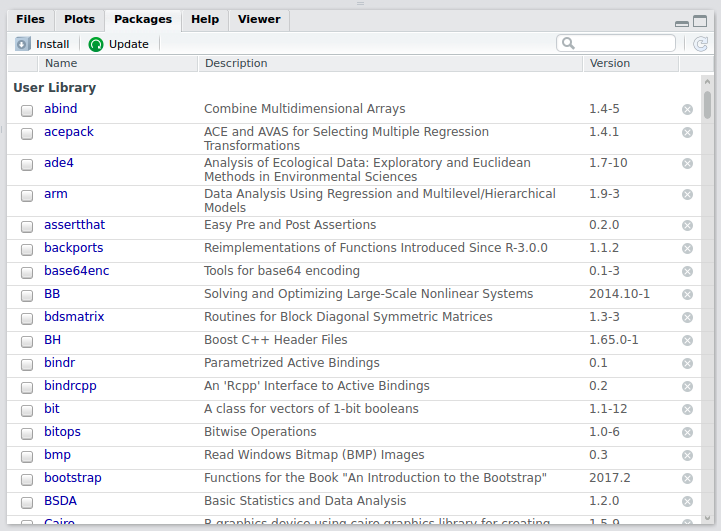 Files Plots Packages Help Viewer
Install Update
Name Description Version
User Library
abind Combine Multidimensional Arrays 1.4-5
acepack ACE and AVAS for Selecting Multiple Regression 1.4.1
Transformations
ade4 Analysis of Ecological Data: Exploratory and Euclidean 1.7-10
Methods in Environmental Sciences
arm Data Analysis Using Regression and Multilevel/Hierarchical 1.9-3
Models
assertthat Easy Pre and Post Assertions 0.2.0
backports Reimplementations of Functions Introduced Since R-3.0.0 1.1.2
base64enc Tools for base64 encoding 0.1-3
BB Solving and Optimizing Large-Scale Nonlinear Systems 2014.10-1
bdsmatrix Routines for Block Diagonal Symmetric Matrices 1.3-3
BH Boost C++ Header Files 1.65.0-1
bindr Parametrized Active Bindings 0.1
bindrcpp An 'Rcpp' Interface to Active Bindings 0.2
bit A class for vectors of 1-bit booleans 1.1-12
bitops Bitwise Operations 1.0-6
bmp Read Windows Bitmap (BMP) Images 0.3
bootstrap Functions for the Book "An Introduction to the Bootstrap" 2017.2
BSDA Basic Statistics and Data Analysis 1.2.0
Cairo R graphics device using cairo graphics library for creating 1.5-9